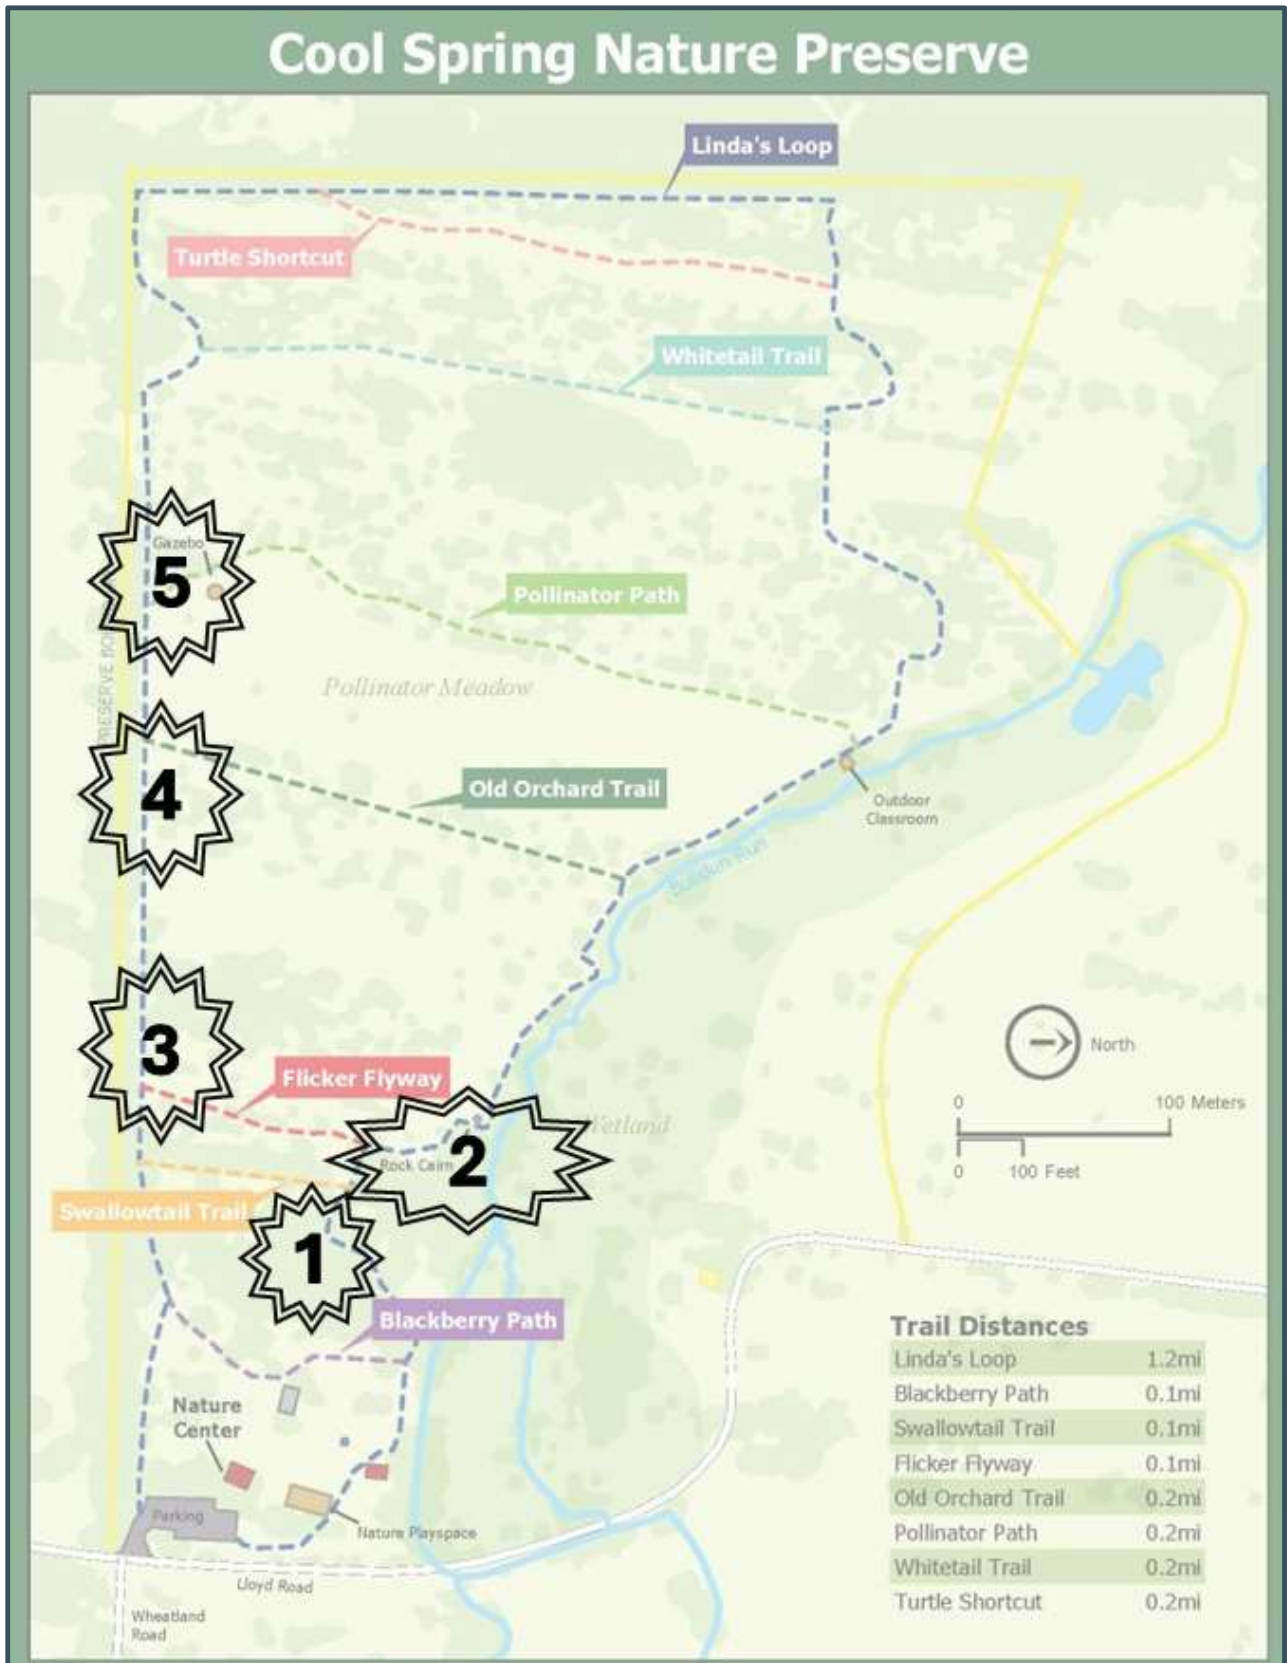 Cool Spring Nature Preserve
Linda's Loop
Turtle Shortcut
Whitetail Trail
Gazebo
5
Pollinator Path
PRESERVE
Pollinator Meadow
4
Old Orchard Trail
Outdoor
Classroom
Bullskin Run
3
North
Flicker Flyway
0 100 Meters
0 100 Feet
2
Wetland
Rock Cairn
Swallowtail Trail
1
Blackberry Path
Nature
Center
Parking
Nature Playspace
Lloyd Road
Wheatland
Road
Trail Distances
Linda's Loop 1.2mi
Blackberry Path 0.1mi
Swallowtail Trail 0.1mi
Flicker Flyway 0.1mi
Old Orchard Trail 0.2mi
Pollinator Path 0.2mi
Whitetail Trail 0.2mi
Turtle Shortcut 0.2mi